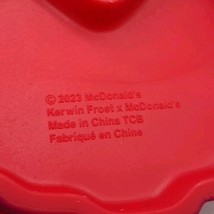 © 2023 McDonald's
Kerwin Frost x McDonald's
Made in China TCB
Fabriqué en Chine